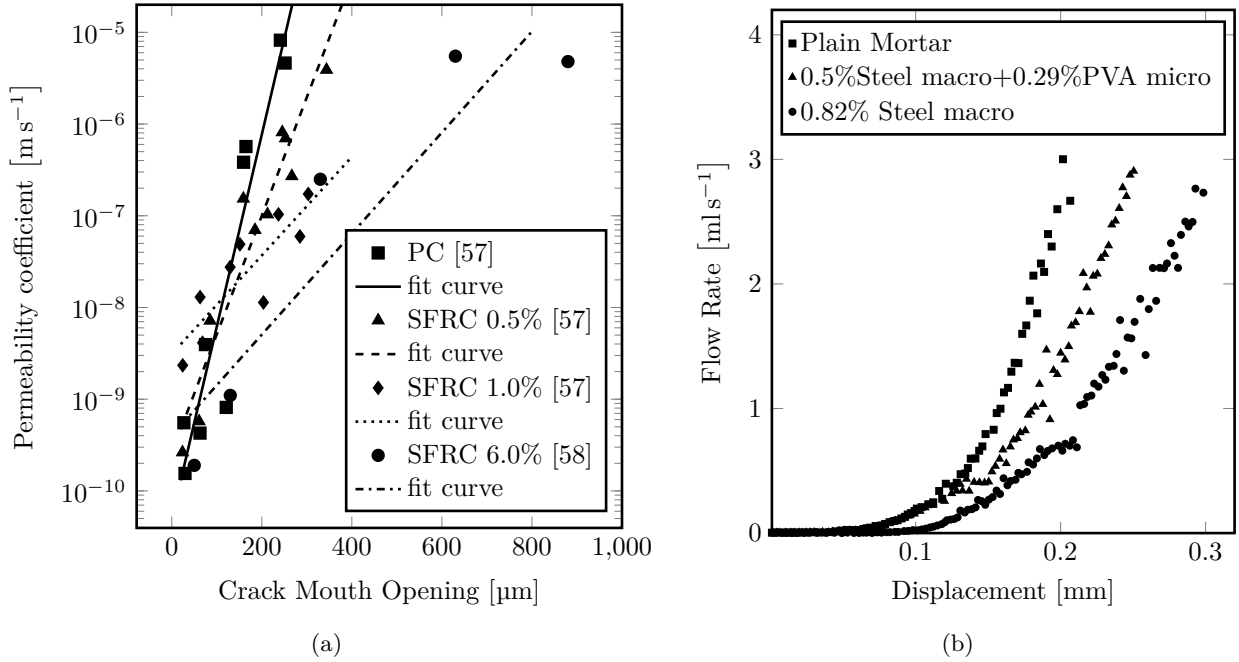 10⁻⁵
10⁻⁶
10⁻⁷
10⁻⁸
10⁻⁹
10⁻¹⁰
Permeability coefficient [m s⁻¹]
PC [57]
fit curve
SFRC 0.5% [57]
fit curve
SFRC 1.0% [57]
fit curve
SFRC 6.0% [58]
fit curve
0 200 400 600 800 1,000
Crack Mouth Opening [µm]
(a)
4
3
2
1
0
Flow Rate [ml s⁻¹]
Plain Mortar
0.5%Steel macro+0.29%PVA micro
0.82% Steel macro
0.1 0.2 0.3
Displacement [mm]
(b)